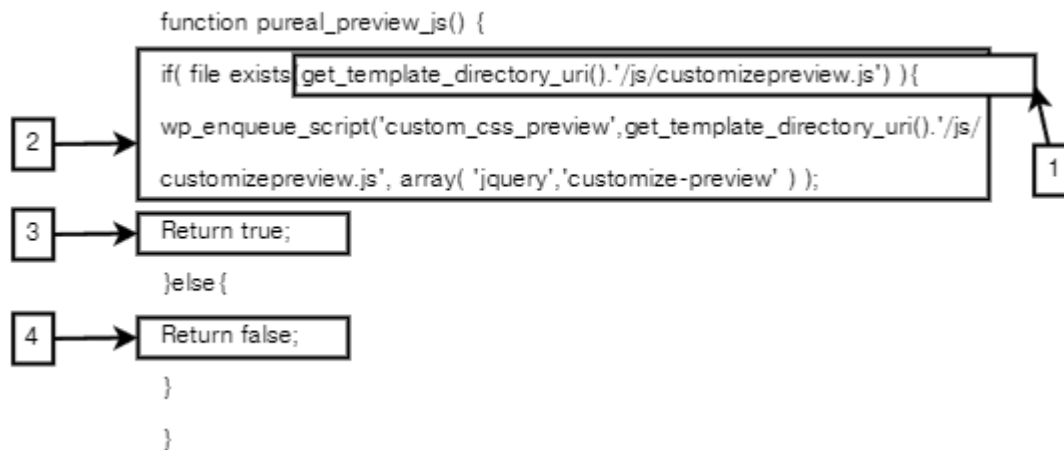 function pureal_preview_js() {
if( file exists(get_template_directory_uri().'/js/customizepreview.js') ){
2
wp_enqueue_script('custom_css_preview',get_template_directory_uri().'/js/
1
customizepreview.js', array( 'jquery','customize-preview' ) );
3
Return true;
}else{
4
Return false;
}
}